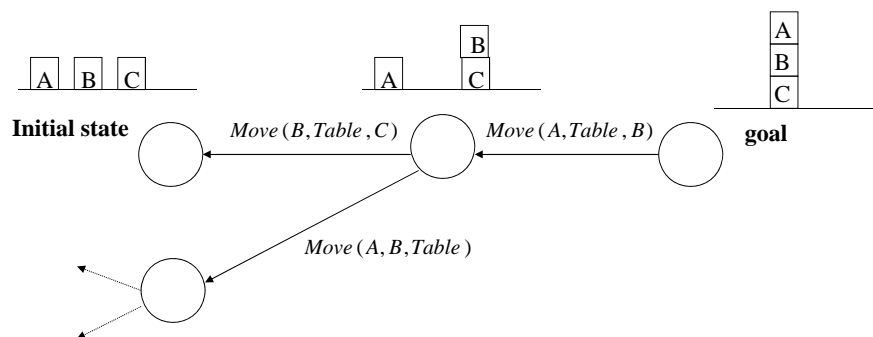 A
B
C
A
B
C
A
B
C
Initial state
Move(B,Table,C)
Move(A,Table,B)
goal
Move(A,B,Table)